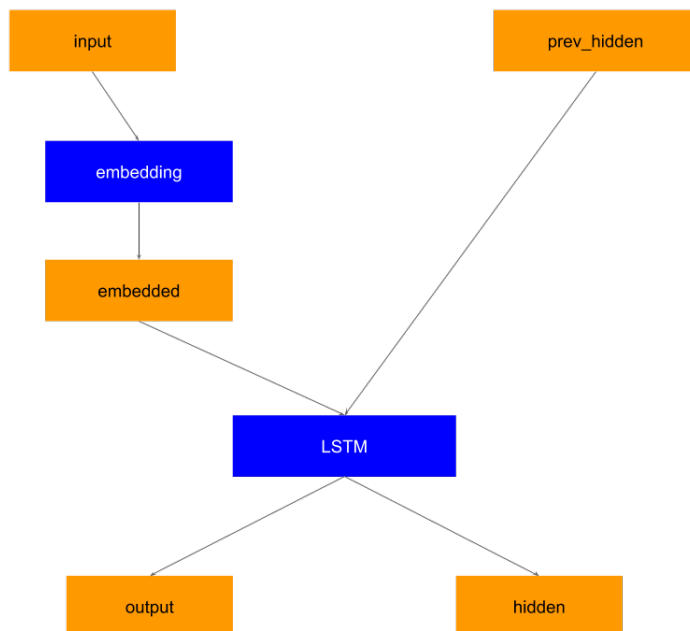 input
prev_hidden
embedding
embedded
LSTM
output
hidden